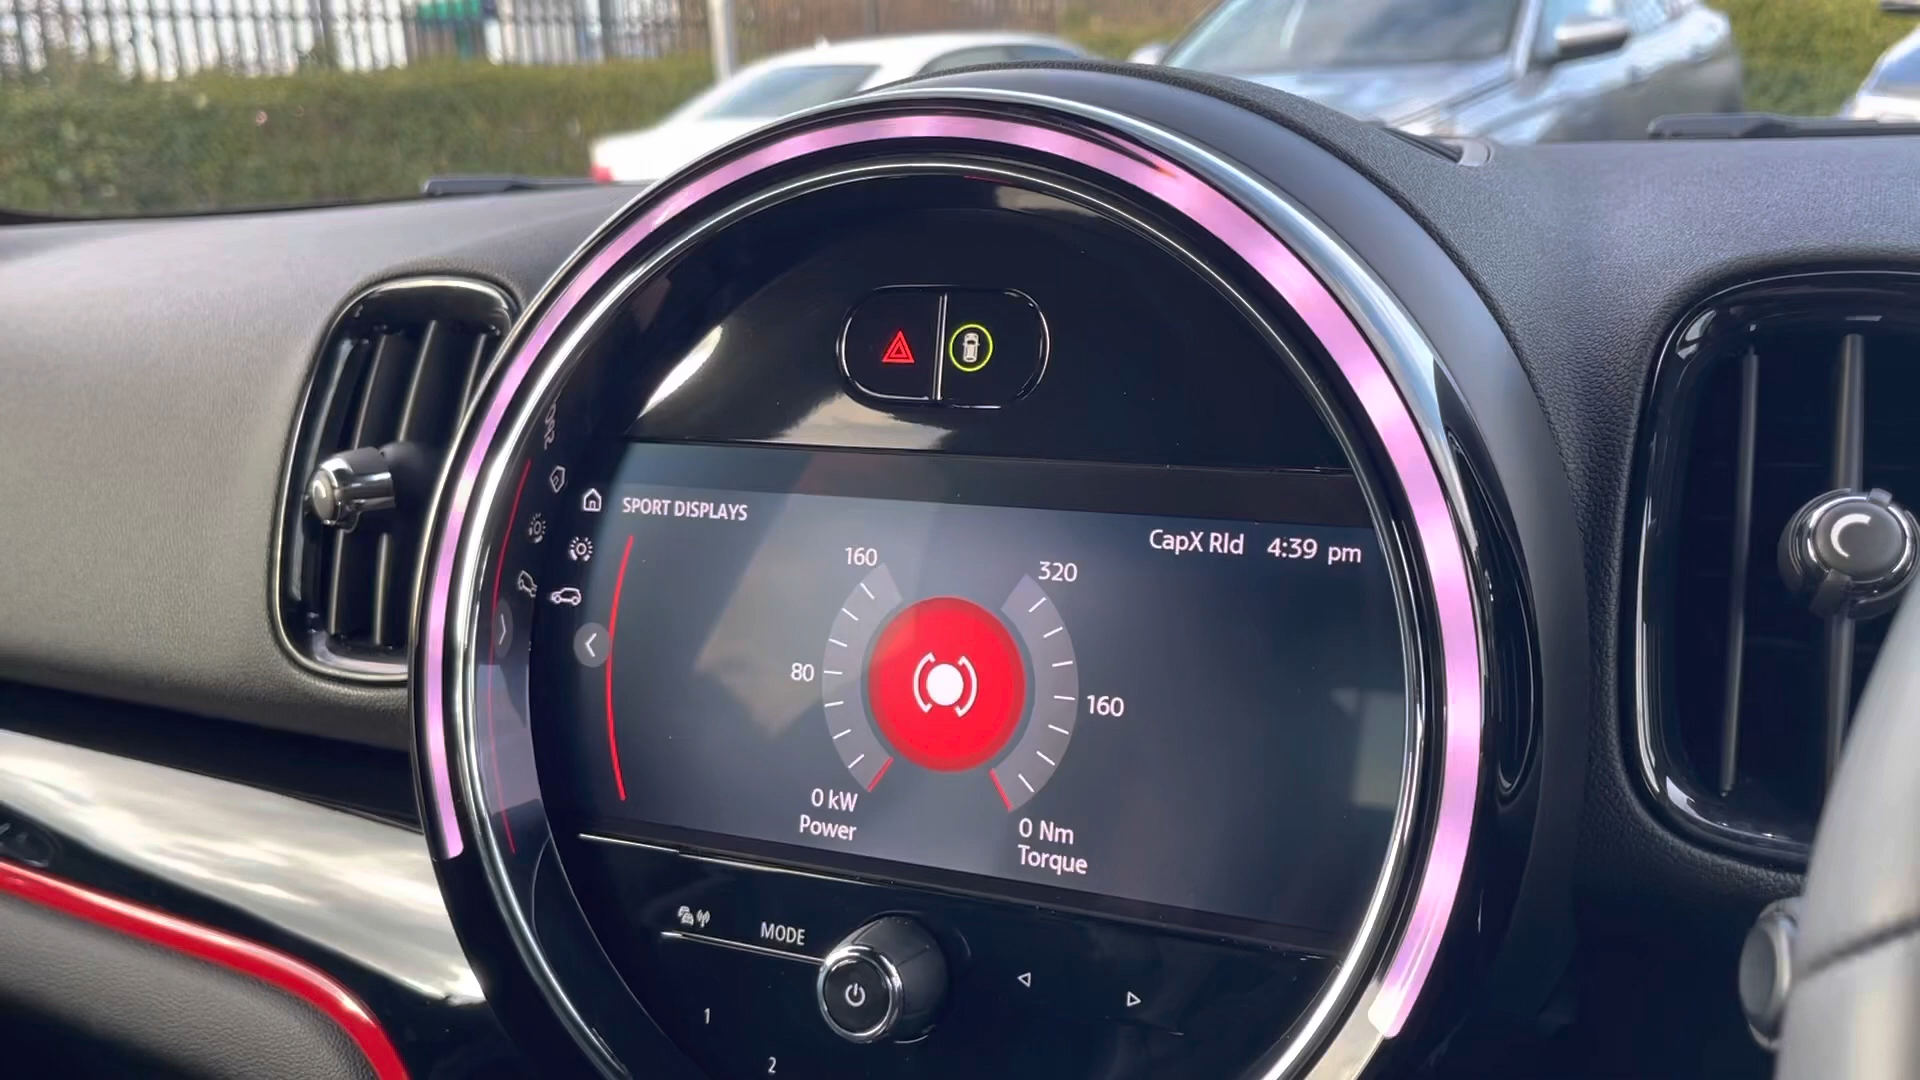 SPORT DISPLAYS
CapX Rld 4:39 pm
160
320
80
160
0 kW
Power
0 Nm
Torque
MODE
1
2